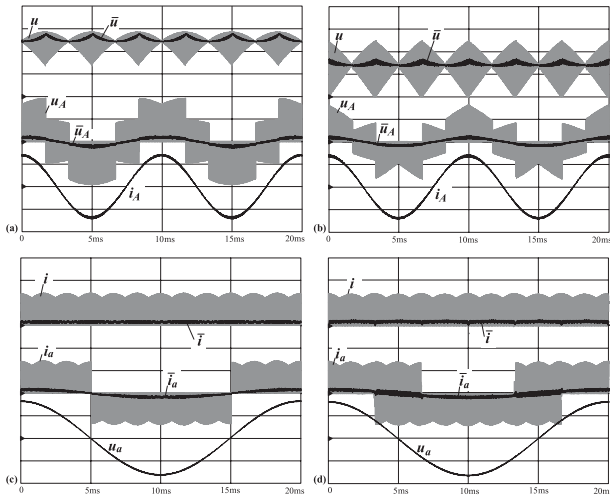 u ū
u_A
ū_A
i_A
(a) 0 5ms 10ms 15ms 20ms
u ū
u_A
ū_A
i_A
(b) 0 5ms 10ms 15ms 20ms
i
ī
i_a
ī_a
u_a
(c) 0 5ms 10ms 15ms 20ms
i
ī
i_a
ī_a
u_a
(d) 0 5ms 10ms 15ms 20ms